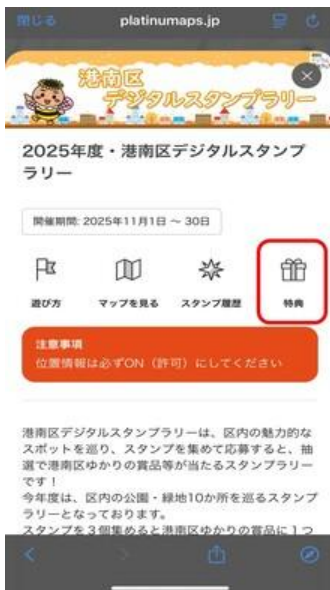 閉じる
platinumaps.jp
港南区
デジタルスタンプラリー
2025年度・港南区デジタルスタンプ
ラリー
開催期間: 2025年11月1日 ~ 30日
遊び方
マップを見る
スタンプ履歴
特典
注意事項
位置情報は必ずON（許可）にしてください
港南区デジタルスタンプラリーは、区内の魅力的な
スポットを巡り、スタンプを集めて応募すると、抽
選で港南区ゆかりの賞品等が当たるスタンプラリー
です！
今年度は、区内の公園・緑地10か所を巡るスタンプ
ラリーとなっております。
スタンプを３個集めると港南区ゆかりの賞品に１つ